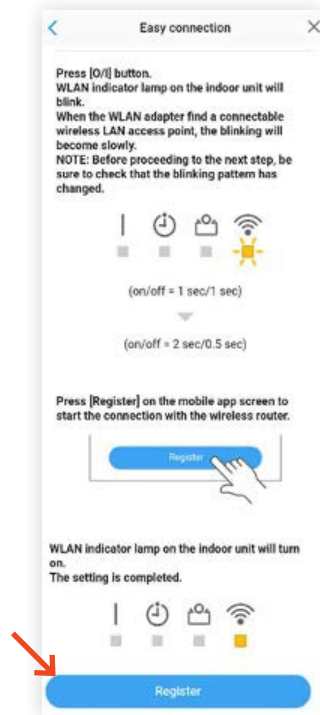 Easy connection
Press [O/I] button.
WLAN indicator lamp on the indoor unit will
blink.
When the WLAN adapter find a connectable
wireless LAN access point, the blinking will
become slowly.
NOTE: Before proceeding to the next step, be
sure to check that the blinking pattern has
changed.
(on/off = 1 sec/1 sec)
(on/off = 2 sec/0.5 sec)
Press [Register] on the mobile app screen to
start the connection with the wireless router.
Register
WLAN indicator lamp on the indoor unit will turn
on.
The setting is completed.
Register